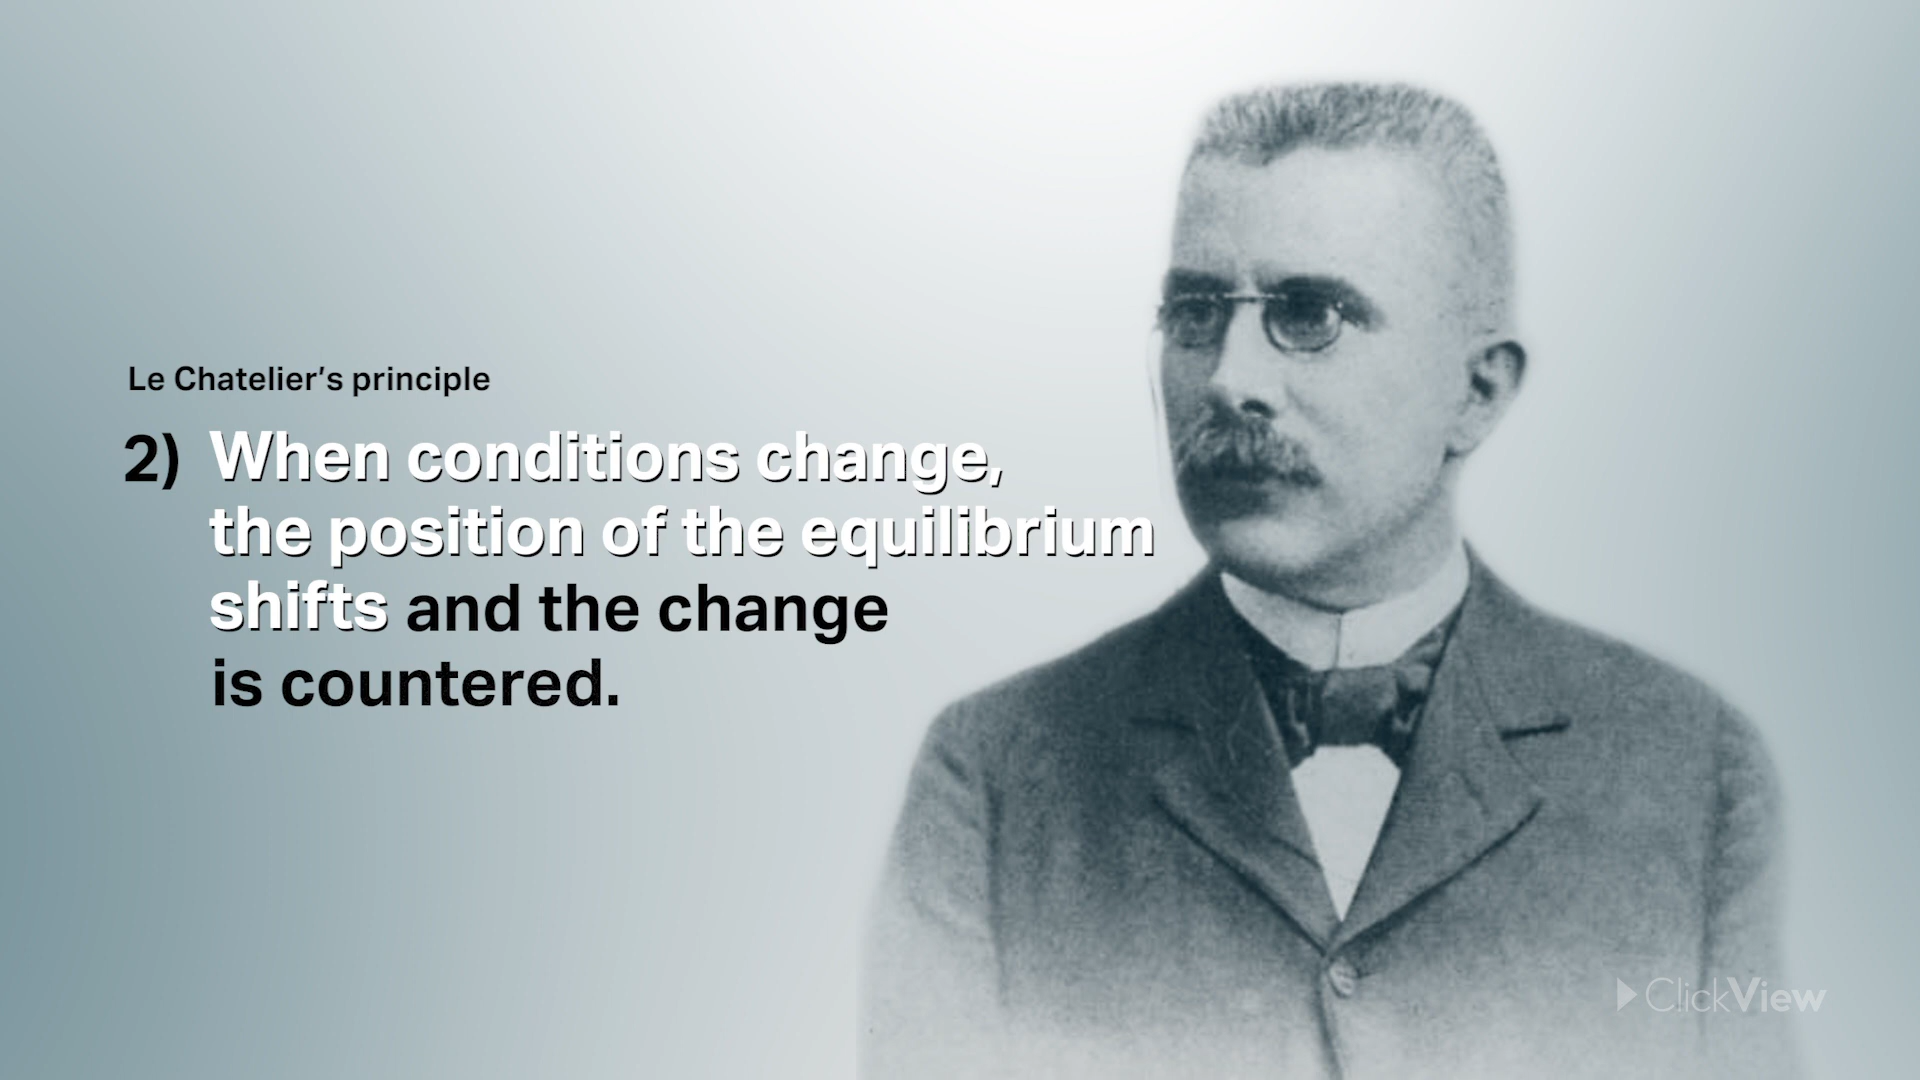 Le Chatelier’s principle
2) When conditions change,
the position of the equilibrium
shifts and the change
is countered.
ClickView